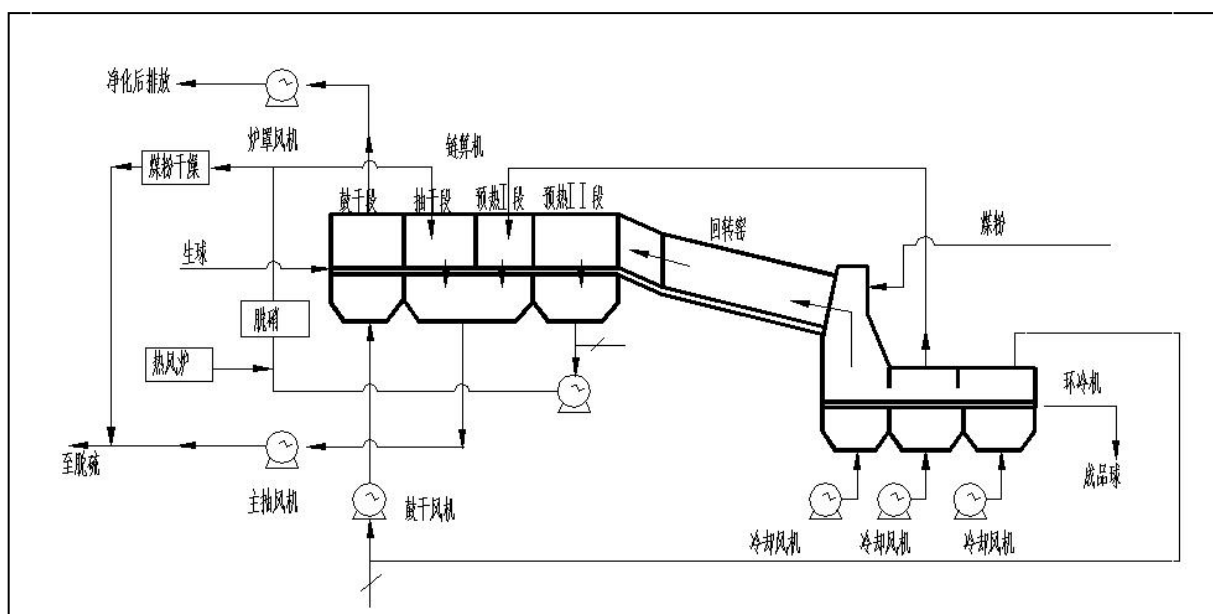 净化后排放
炉罩风机
链箅机
煤粉干燥
鼓干段
抽干段
预热I段
预热II段
回转窑
煤粉
生球
脱硝
热风炉
环冷机
至脱硫
成品球
主抽风机
鼓干风机
冷却风机
冷却风机
冷却风机